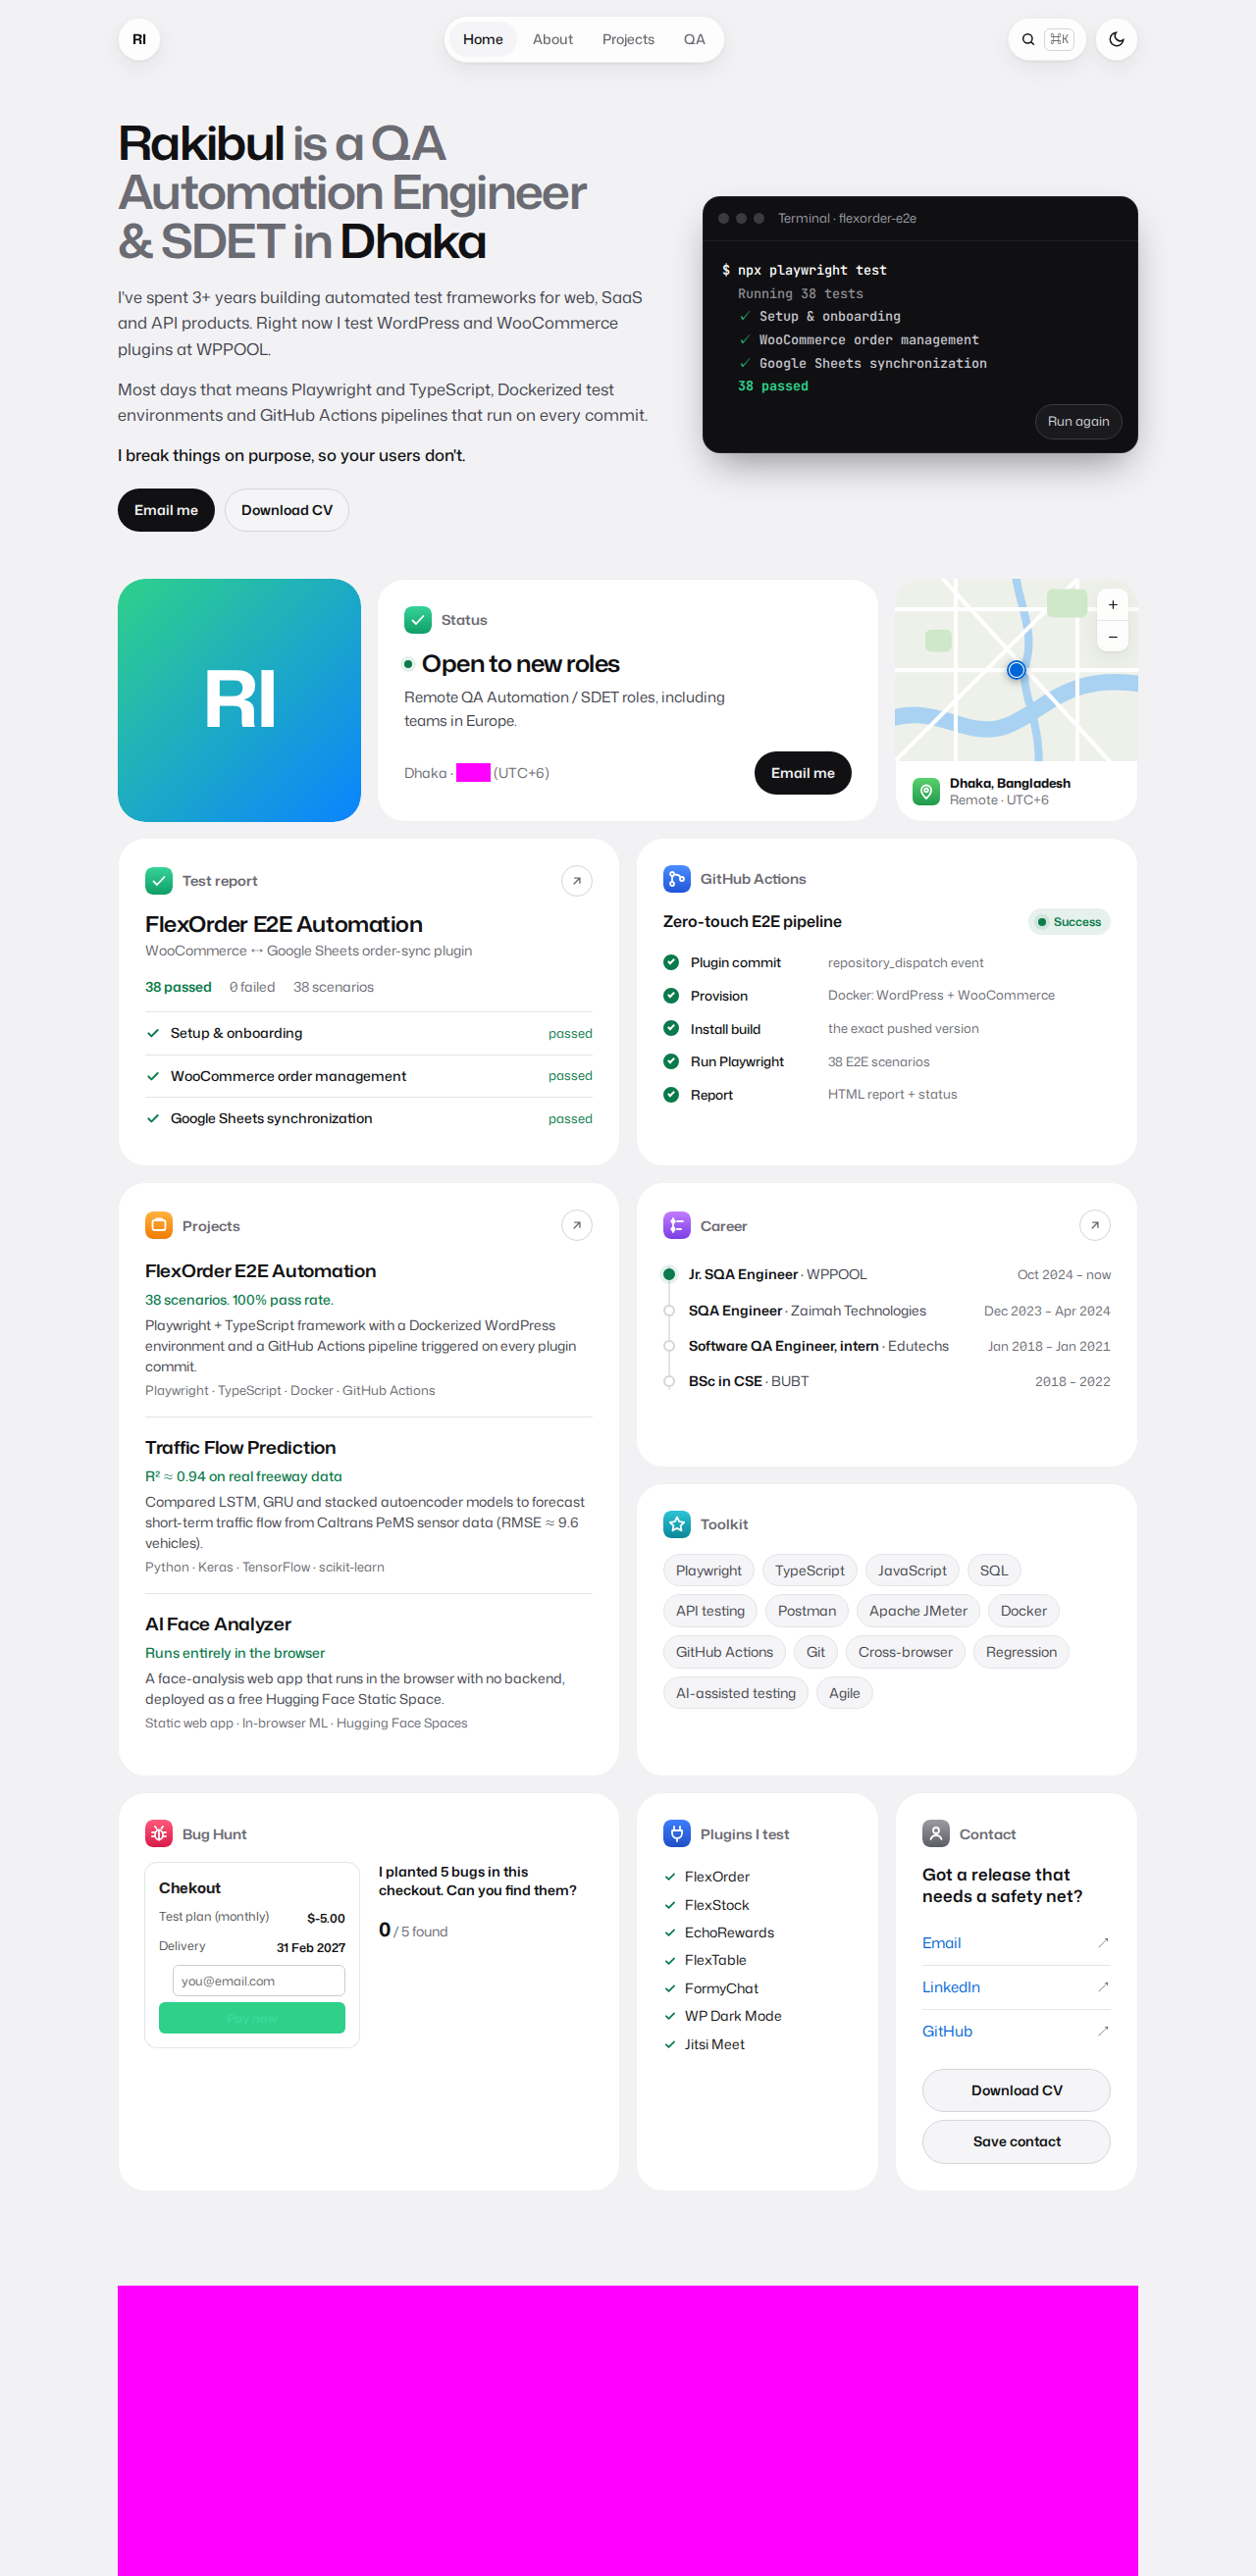 RI
Home About Projects QA
⌘K
Rakibul is a QA
Automation Engineer
& SDET in Dhaka
I've spent 3+ years building automated test frameworks for web, SaaS
and API products. Right now I test WordPress and WooCommerce
plugins at WPPOOL.
Most days that means Playwright and TypeScript, Dockerized test
environments and GitHub Actions pipelines that run on every commit.
I break things on purpose, so your users don't.
Email me Download CV
Terminal · flexorder-e2e
$ npx playwright test
Running 38 tests
✓ Setup & onboarding
✓ WooCommerce order management
✓ Google Sheets synchronization
38 passed
Run again
RI
Status
Open to new roles
Remote QA Automation / SDET roles, including
teams in Europe.
Dhaka · (UTC+6)
Email me
+
−
Dhaka, Bangladesh
Remote · UTC+6
Test report
FlexOrder E2E Automation
WooCommerce ↔ Google Sheets order-sync plugin
38 passed 0 failed 38 scenarios
Setup & onboarding passed
WooCommerce order management passed
Google Sheets synchronization passed
GitHub Actions
Zero-touch E2E pipeline Success
Plugin commit repository_dispatch event
Provision Docker: WordPress + WooCommerce
Install build the exact pushed version
Run Playwright 38 E2E scenarios
Report HTML report + status
Projects
FlexOrder E2E Automation
38 scenarios. 100% pass rate.
Playwright + TypeScript framework with a Dockerized WordPress
environment and a GitHub Actions pipeline triggered on every plugin
commit.
Playwright · TypeScript · Docker · GitHub Actions
Traffic Flow Prediction
R² ≈ 0.94 on real freeway data
Compared LSTM, GRU and stacked autoencoder models to forecast
short-term traffic flow from Caltrans PeMS sensor data (RMSE ≈ 9.6
vehicles).
Python · Keras · TensorFlow · scikit-learn
AI Face Analyzer
Runs entirely in the browser
A face-analysis web app that runs in the browser with no backend,
deployed as a free Hugging Face Static Space.
Static web app · In-browser ML · Hugging Face Spaces
Career
Jr. SQA Engineer · WPPOOL Oct 2024 – now
SQA Engineer · Zaimah Technologies Dec 2023 – Apr 2024
Software QA Engineer, intern · Edutechs Jan 2018 – Jan 2021
BSc in CSE · BUBT 2018 – 2022
Toolkit
Playwright TypeScript JavaScript SQL
API testing Postman Apache JMeter Docker
GitHub Actions Git Cross-browser Regression
AI-assisted testing Agile
Bug Hunt
Chekout
Test plan (monthly) $-5.00
Delivery 31 Feb 2027
you@email.com
Pay now
I planted 5 bugs in this
checkout. Can you find them?
0 / 5 found
Plugins I test
FlexOrder
FlexStock
EchoRewards
FlexTable
FormyChat
WP Dark Mode
Jitsi Meet
Contact
Got a release that
needs a safety net?
Email ↗
LinkedIn ↗
GitHub ↗
Download CV
Save contact